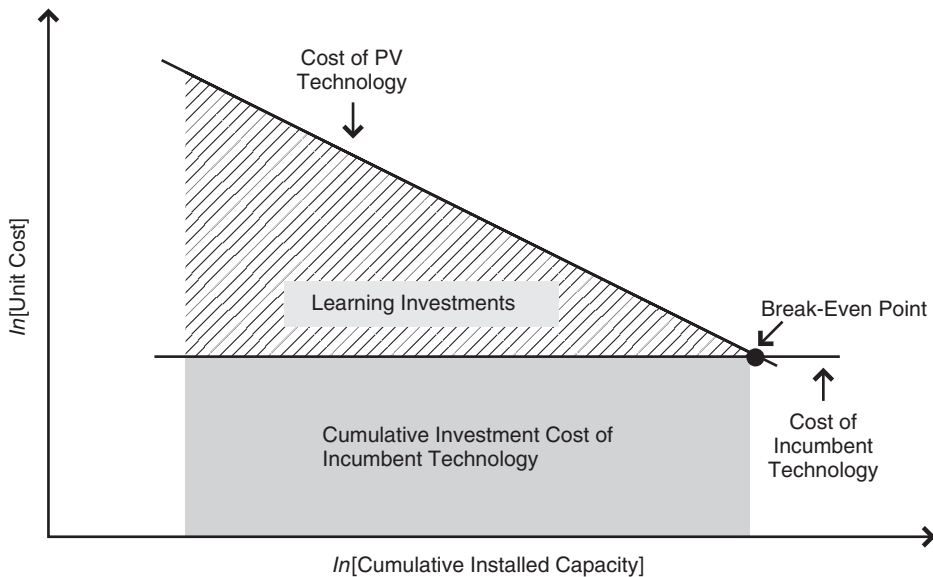 Cost of PV
Technology
ln[Unit Cost]
Learning Investments
Break-Even Point
Cost of
Incumbent
Technology
Cumulative Investment Cost of
Incumbent Technology
ln[Cumulative Installed Capacity]